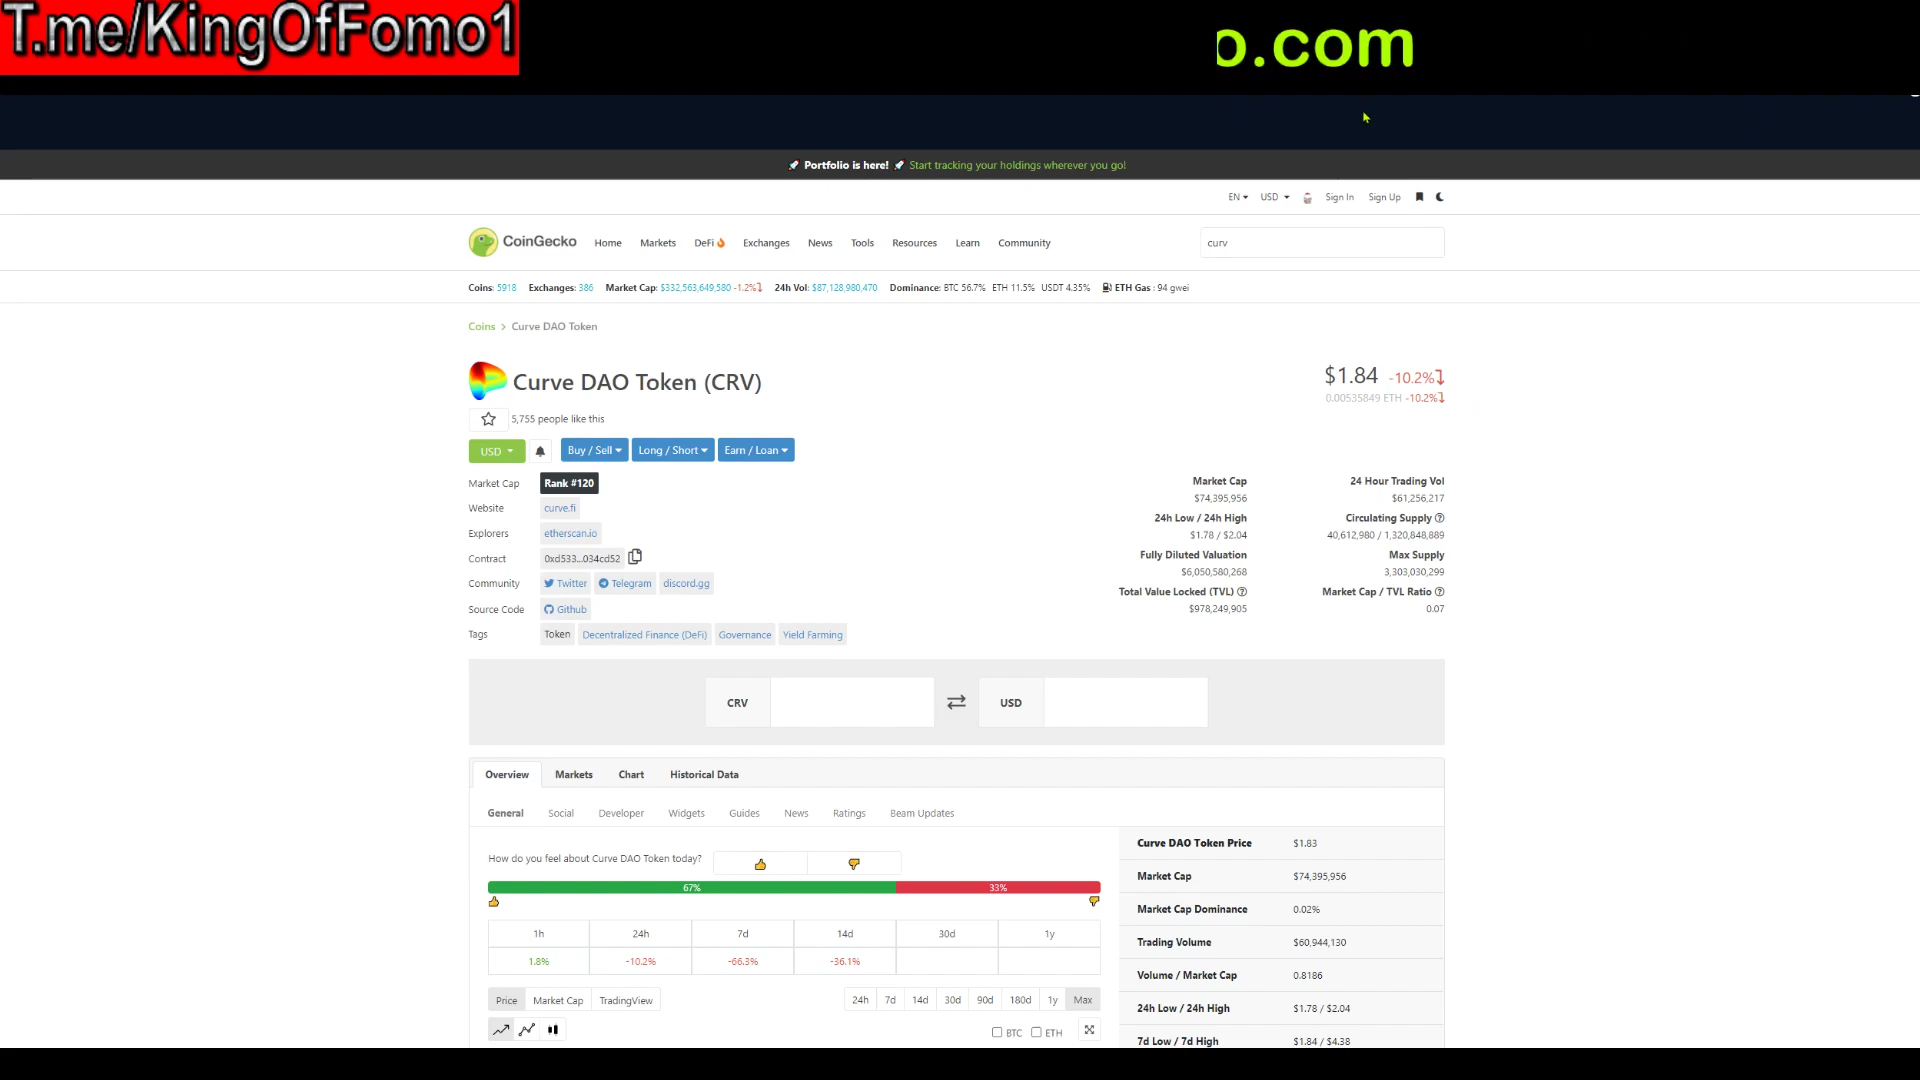 T.me/KingOfFomo1
o.com
Portfolio is here! Start tracking your holdings wherever you go!
EN USD Sign In Sign Up
CoinGecko Home Markets DeFi Exchanges News Tools Resources Learn Community curv
Coins: 5918 Exchanges: 386 Market Cap: $332,563,649,580 -1.2% 24h Vol: $87,128,980,470 Dominance: BTC 56.7% ETH 11.5% USDT 4.35% ETH Gas : 94 gwei
Coins > Curve DAO Token
Curve DAO Token (CRV)
$1.84 -10.2%
0.00535849 ETH -10.2%
5,755 people like this
USD Buy / Sell Long / Short Earn / Loan
Market Cap Rank #120
Website curve.fi
Explorers etherscan.io
Contract 0xd533...034cd52
Community Twitter Telegram discord.gg
Source Code Github
Tags Token Decentralized Finance (DeFi) Governance Yield Farming
Market Cap 24 Hour Trading Vol
$74,395,956 $61,256,217
24h Low / 24h High Circulating Supply
$1.78 / $2.04 40,612,980 / 1,320,848,889
Fully Diluted Valuation Max Supply
$6,050,580,268 3,303,030,299
Total Value Locked (TVL) Market Cap / TVL Ratio
$978,249,905 0.07
CRV USD
Overview Markets Chart Historical Data
General Social Developer Widgets Guides News Ratings Beam Updates
How do you feel about Curve DAO Token today?
67% 33%
1h 24h 7d 14d 30d 1y
1.8% -10.2% -66.3% -36.1%
Price Market Cap TradingView 24h 7d 14d 30d 90d 180d 1y Max
BTC ETH
Curve DAO Token Price $1.83
Market Cap $74,395,956
Market Cap Dominance 0.02%
Trading Volume $60,944,130
Volume / Market Cap 0.8186
24h Low / 24h High $1.78 / $2.04
7d Low / 7d High $1.84 / $4.38